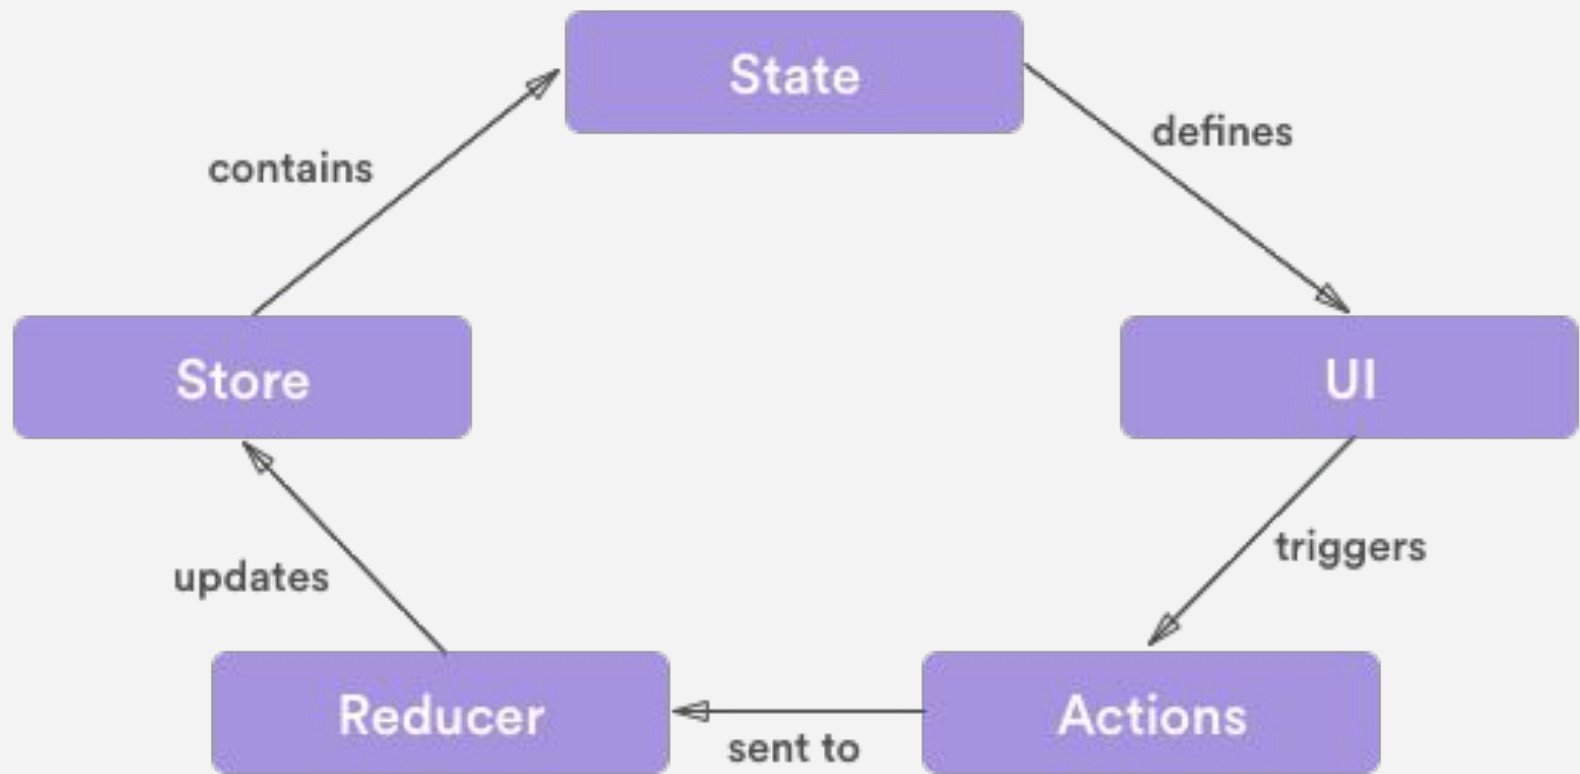 State
defines
contains
Store
UI
triggers
updates
Reducer
Actions
sent to